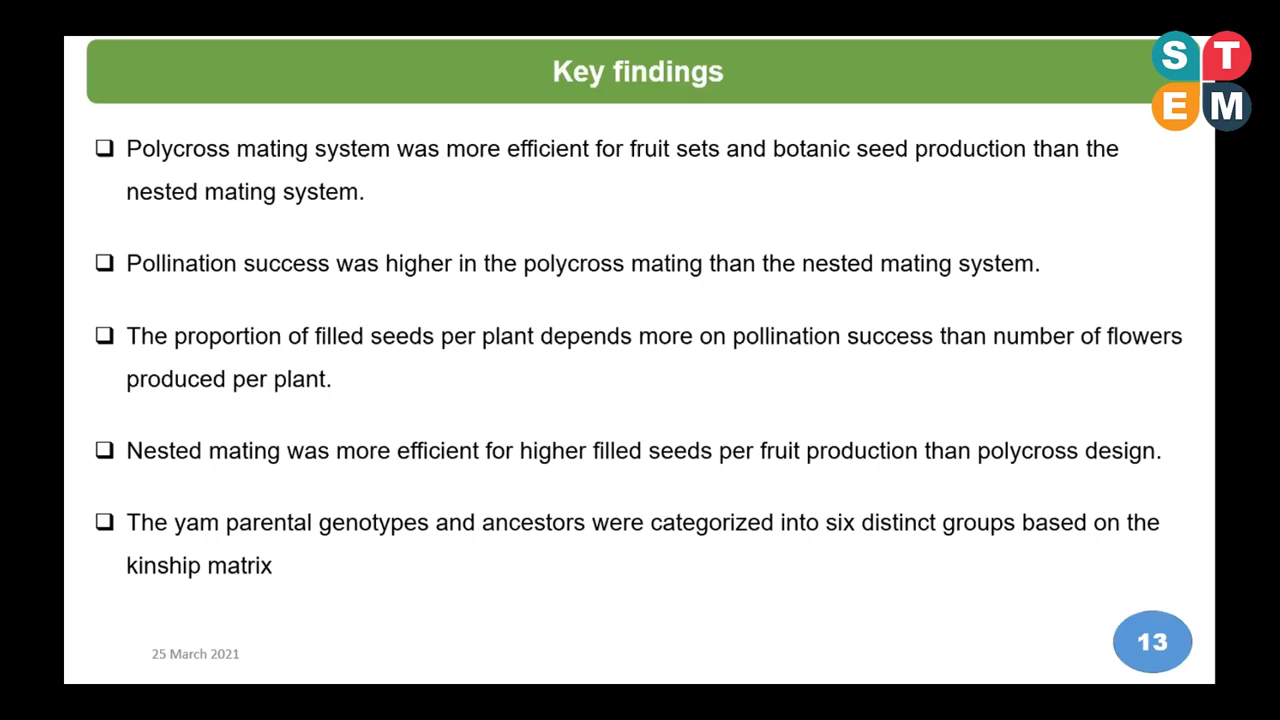 Key findings
S T
E M
❑ Polycross mating system was more efficient for fruit sets and botanic seed production than the
nested mating system.
❑ Pollination success was higher in the polycross mating than the nested mating system.
❑ The proportion of filled seeds per plant depends more on pollination success than number of flowers
produced per plant.
❑ Nested mating was more efficient for higher filled seeds per fruit production than polycross design.
❑ The yam parental genotypes and ancestors were categorized into six distinct groups based on the
kinship matrix
25 March 2021
13